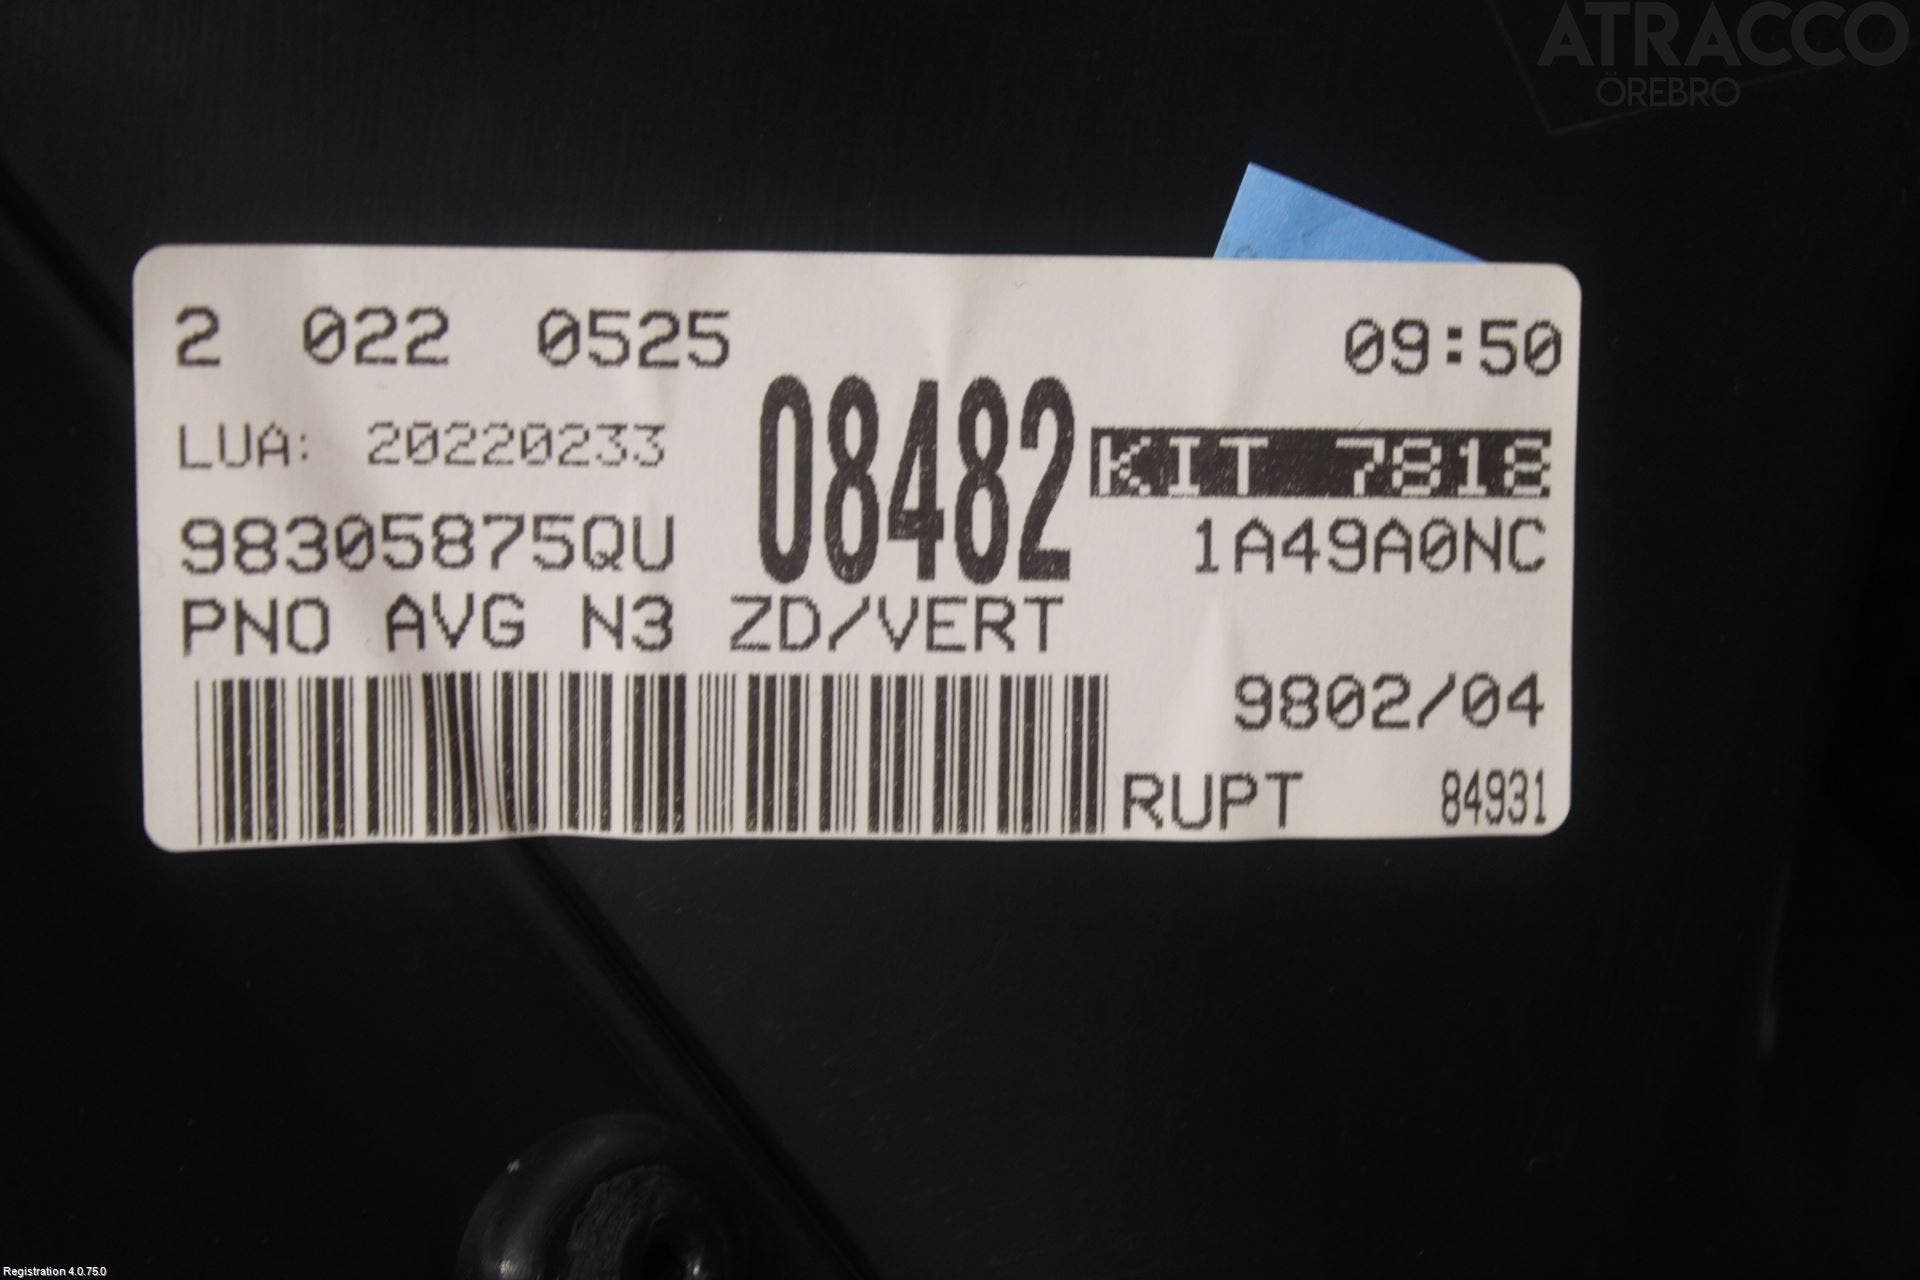 ATRACCO
ÖREBRO
2 022 0525 09:50
LUA: 20220233 08482 KIT 7818
98305875QU 1A49A0NC
PNO AVG N3 ZD/VERT
9802/04
RUPT 84931
Registration 4.0.75.0